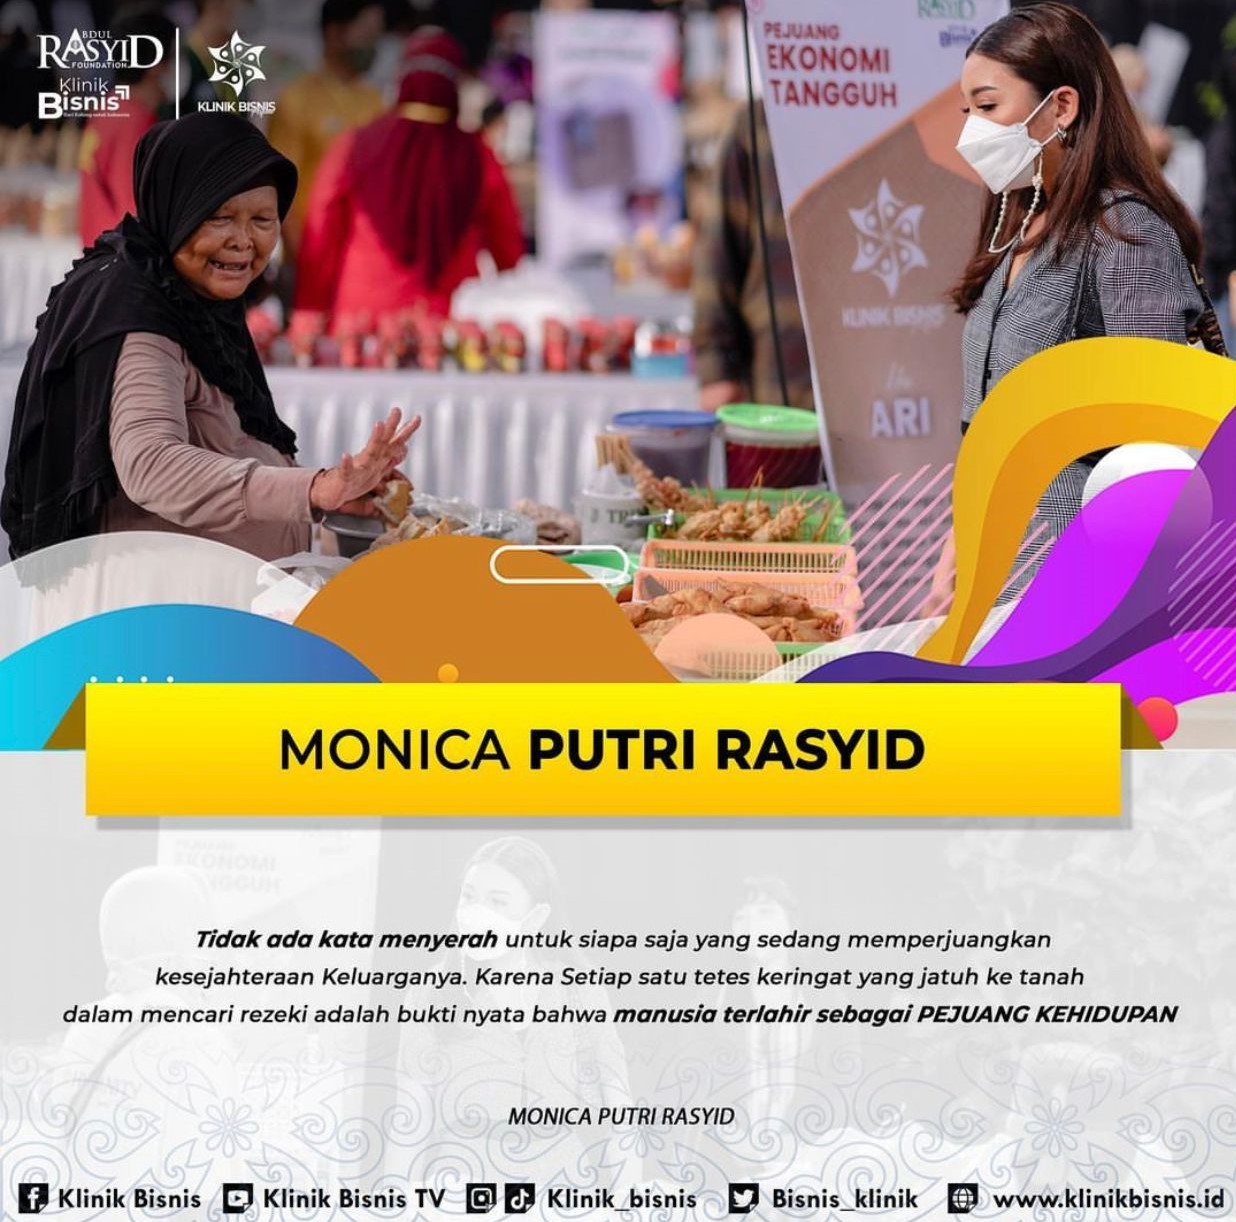 ABDUL
RASYID
FOUNDATION
Klinik
Bisnis
KLINIK BISNIS
PEJUANG
EKONOMI
TANGGUH
KLINIK BISNIS
ARI
MONICA PUTRI RASYID
EKONOMI
Tidak ada kata menyerah untuk siapa saja yang sedang memperjuangkan
kesejahteraan Keluarganya. Karena Setiap satu tetes keringat yang jatuh ke tanah
dalam mencari rezeki adalah bukti nyata bahwa manusia terlahir sebagai PEJUANG KEHIDUPAN
MONICA PUTRI RASYID
Klinik Bisnis Klinik Bisnis TV Klinik_bisnis Bisnis_klinik www.klinikbisnis.id